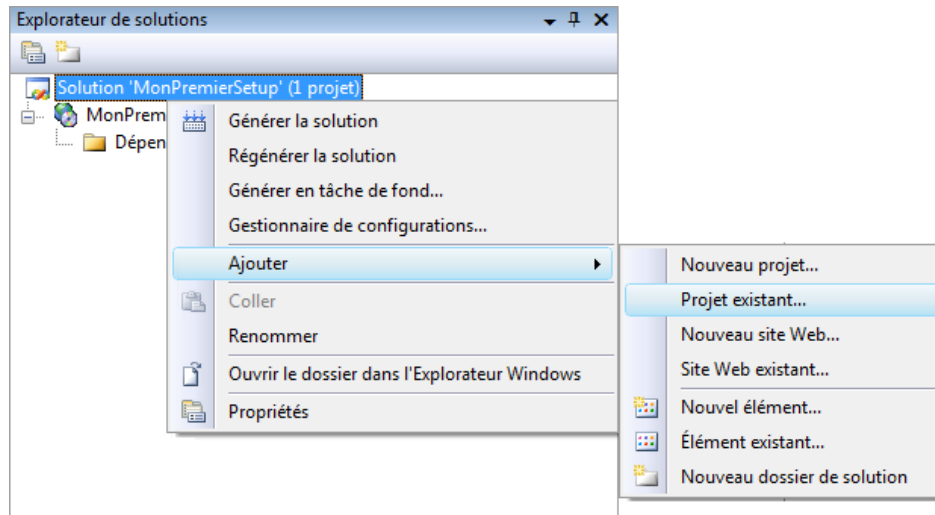 Explorateur de solutions
Solution 'MonPremierSetup' (1 projet)
MonPrem
Dépen
Générer la solution
Régénérer la solution
Générer en tâche de fond...
Gestionnaire de configurations...
Ajouter
Coller
Renommer
Ouvrir le dossier dans l'Explorateur Windows
Propriétés
Nouveau projet...
Projet existant...
Nouveau site Web...
Site Web existant...
Nouvel élément...
Élément existant...
Nouveau dossier de solution